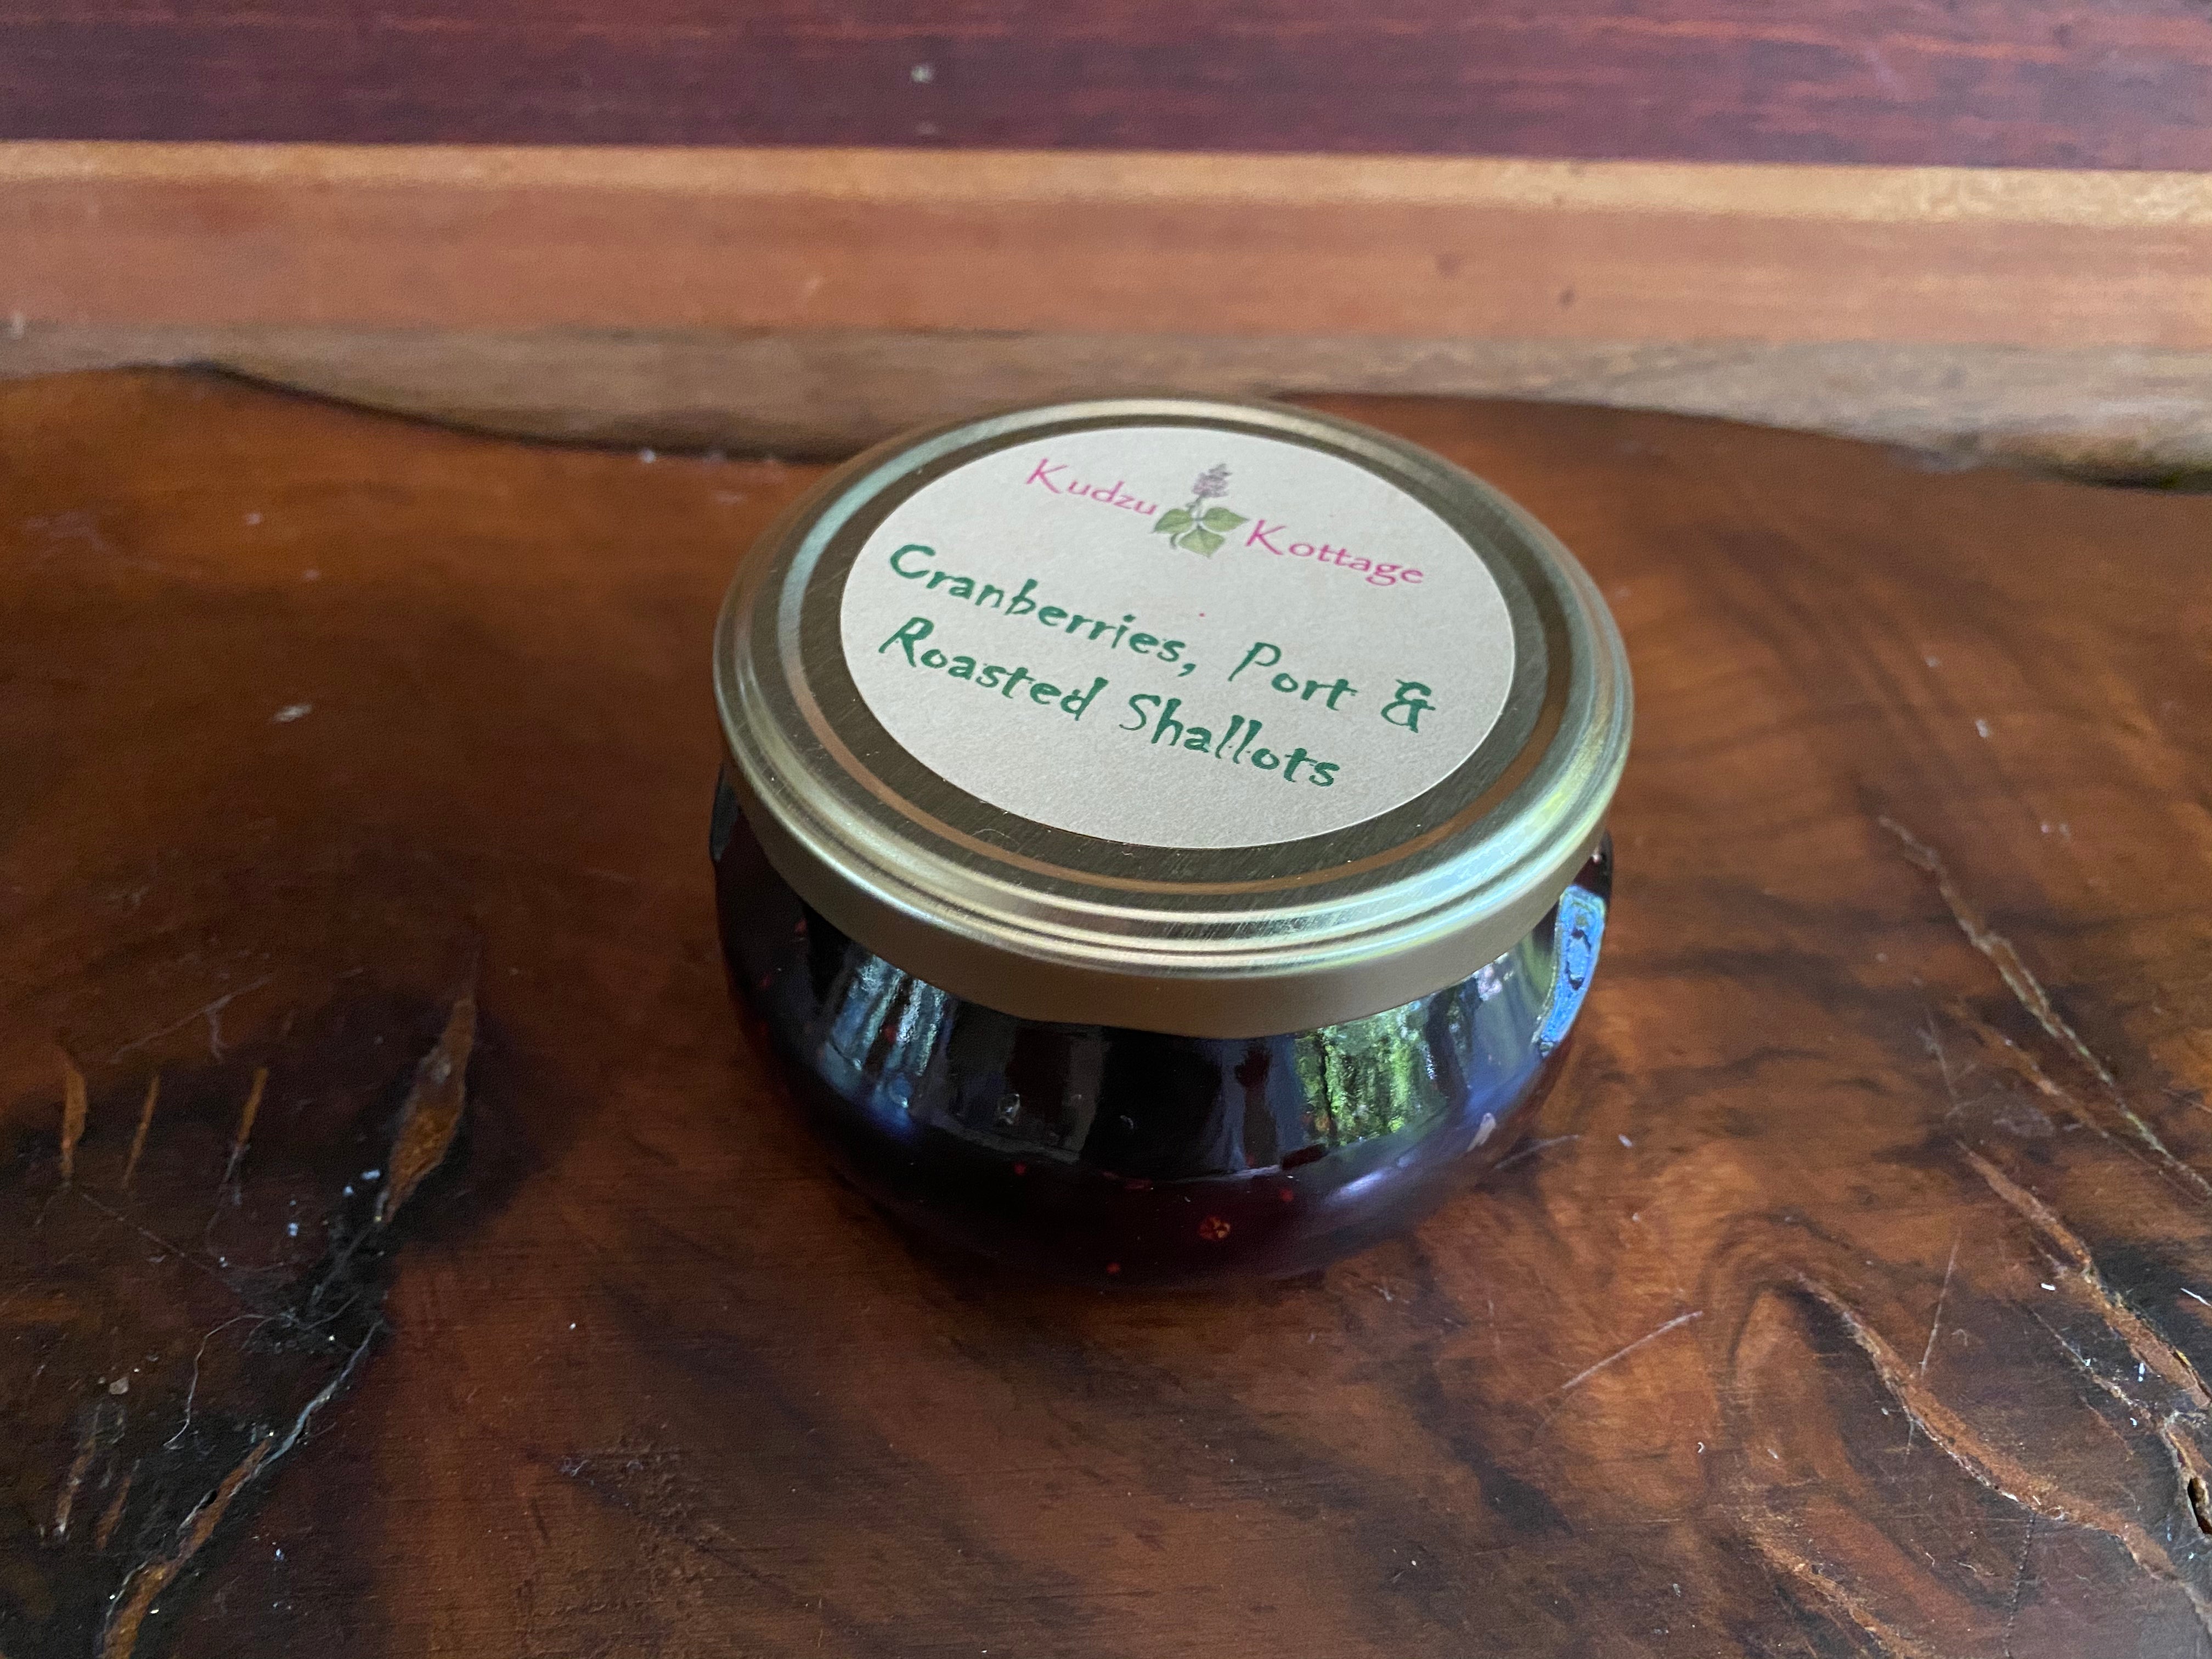 Kudzu Kottage
Cranberries, Port &
Roasted Shallots